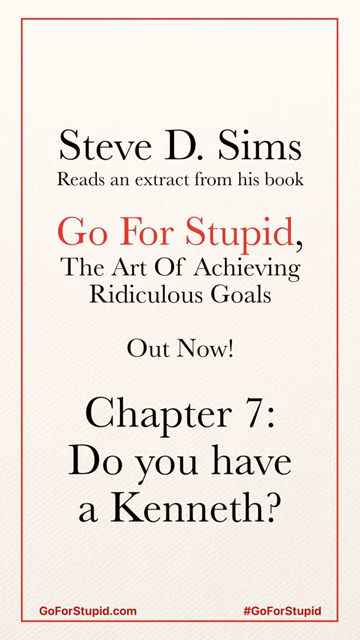 Steve D. Sims
Reads an extract from his book
Go For Stupid,
The Art Of Achieving
Ridiculous Goals
Out Now!
Chapter 7:
Do you have
a Kenneth?
GoForStupid.com
#GoForStupid